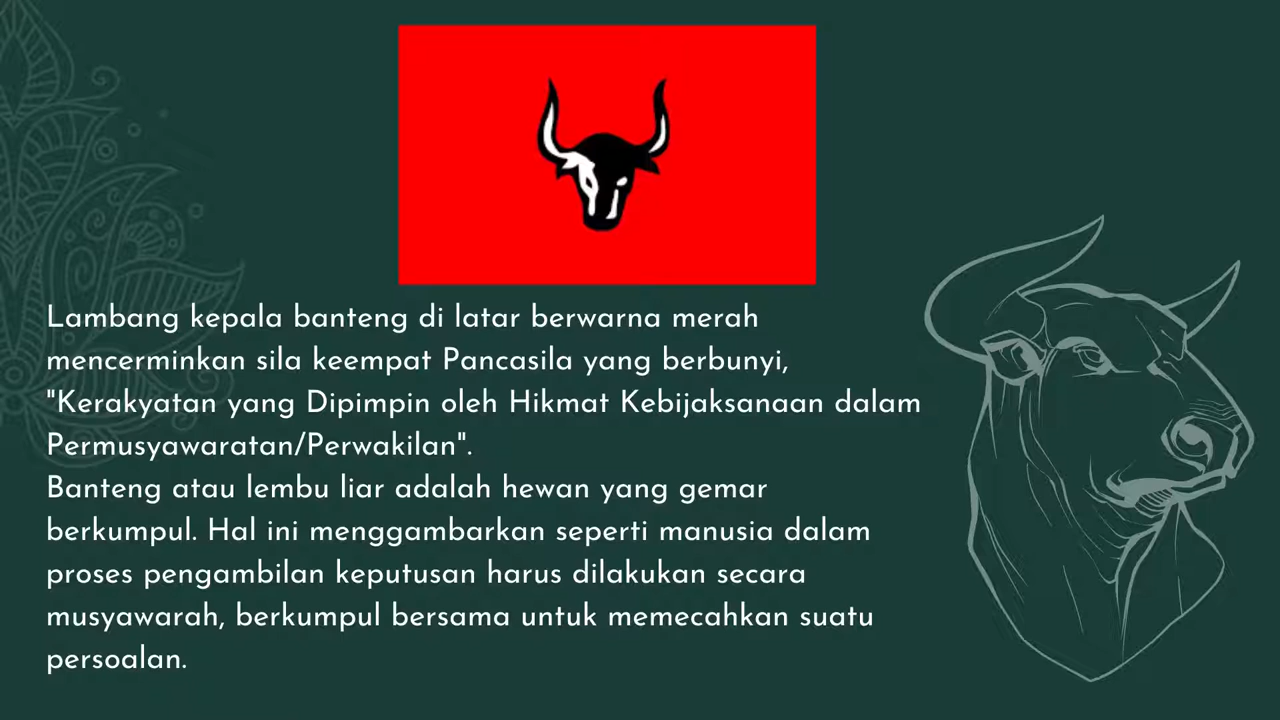 Lambang kepala banteng di latar berwarna merah
mencerminkan sila keempat Pancasila yang berbunyi,
"Kerakyatan yang Dipimpin oleh Hikmat Kebijaksanaan dalam
Permusyawaratan/Perwakilan".
Banteng atau lembu liar adalah hewan yang gemar
berkumpul. Hal ini menggambarkan seperti manusia dalam
proses pengambilan keputusan harus dilakukan secara
musyawarah, berkumpul bersama untuk memecahkan suatu
persoalan.